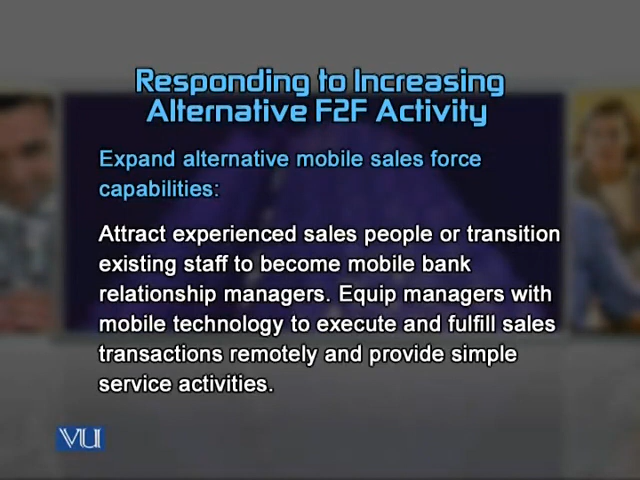 Responding to Increasing
Alternative F2F Activity
Expand alternative mobile sales force
capabilities:
Attract experienced sales people or transition
existing staff to become mobile bank
relationship managers. Equip managers with
mobile technology to execute and fulfill sales
transactions remotely and provide simple
service activities.
VU